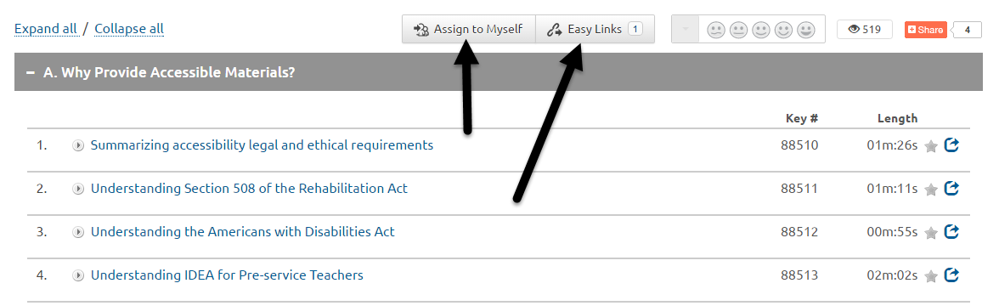 Expand all / Collapse all Assign to Myself Easy Links 1 519 Share 4
− A. Why Provide Accessible Materials?
Key # Length
1. Summarizing accessibility legal and ethical requirements 88510 01m:26s
2. Understanding Section 508 of the Rehabilitation Act 88511 01m:11s
3. Understanding the Americans with Disabilities Act 88512 00m:55s
4. Understanding IDEA for Pre-service Teachers 88513 02m:02s